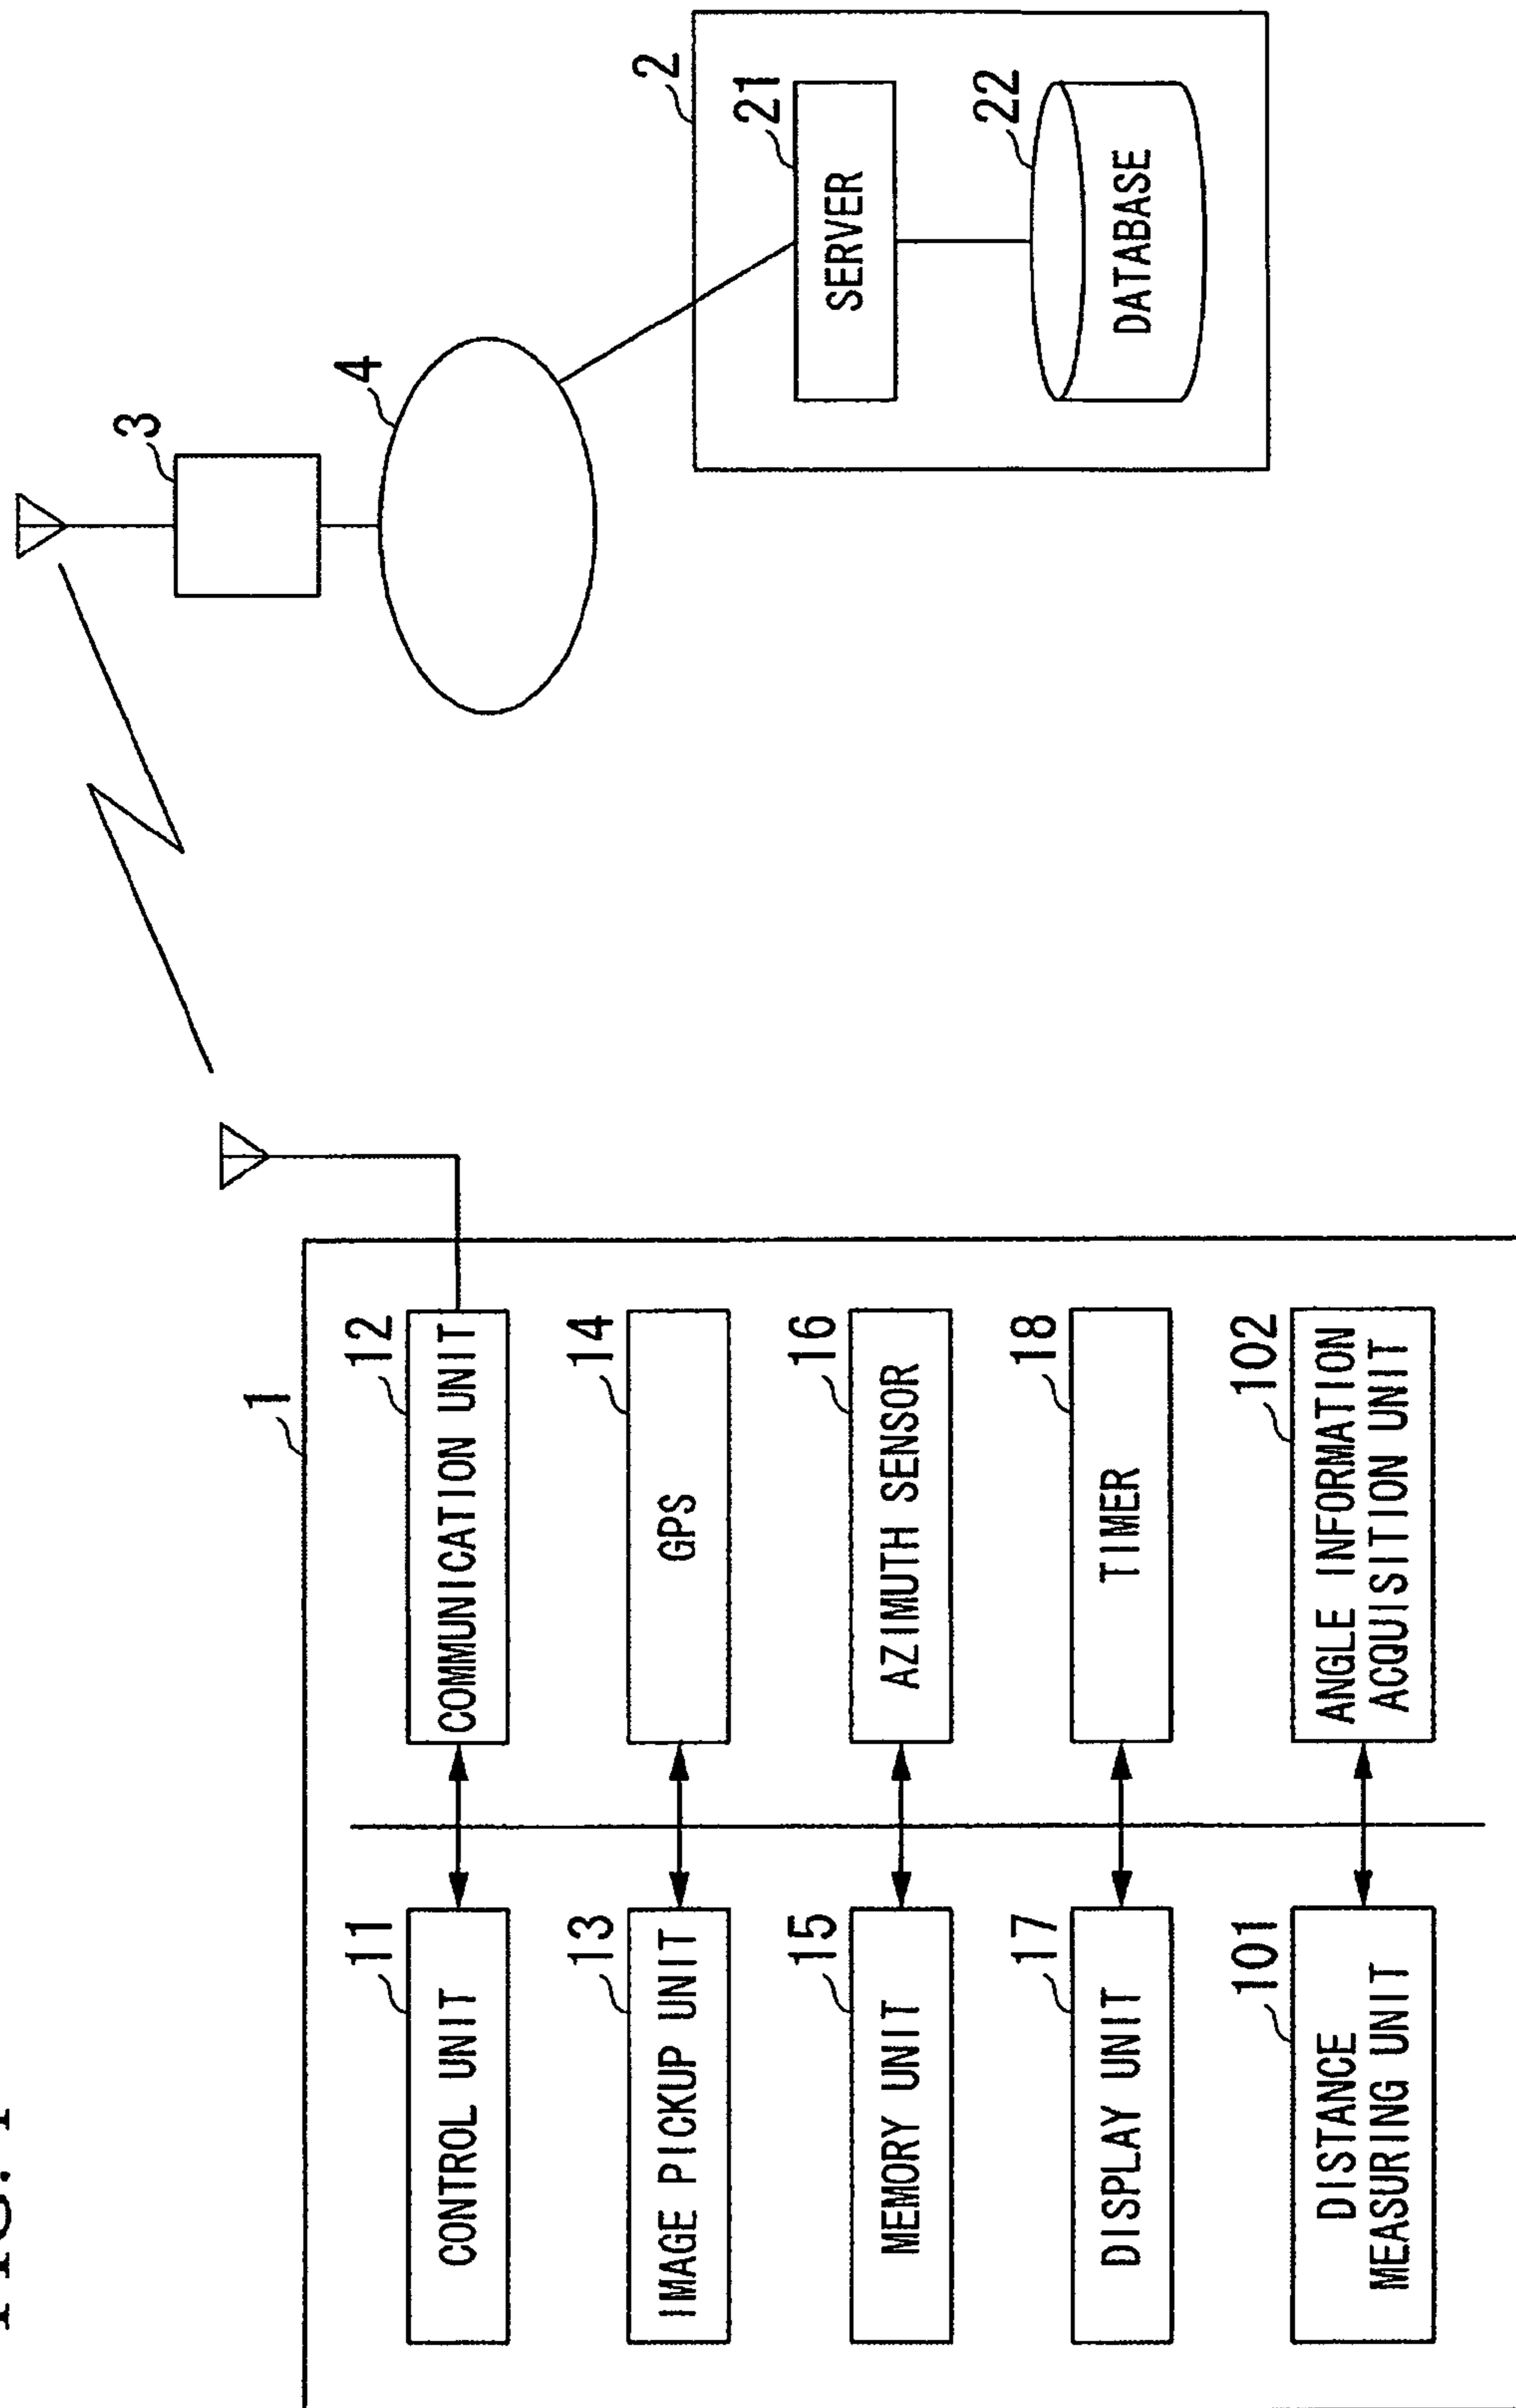 FIG. 1
1
11
CONTROL UNIT
12
COMMUNICATION UNIT
13
IMAGE PICKUP UNIT
14
GPS
15
MEMORY UNIT
16
AZIMUTH SENSOR
17
DISPLAY UNIT
18
TIMER
101
DISTANCE
MEASURING UNIT
102
ANGLE INFORMATION
ACQUISITION UNIT
3
4
2
21
SERVER
22
DATABASE